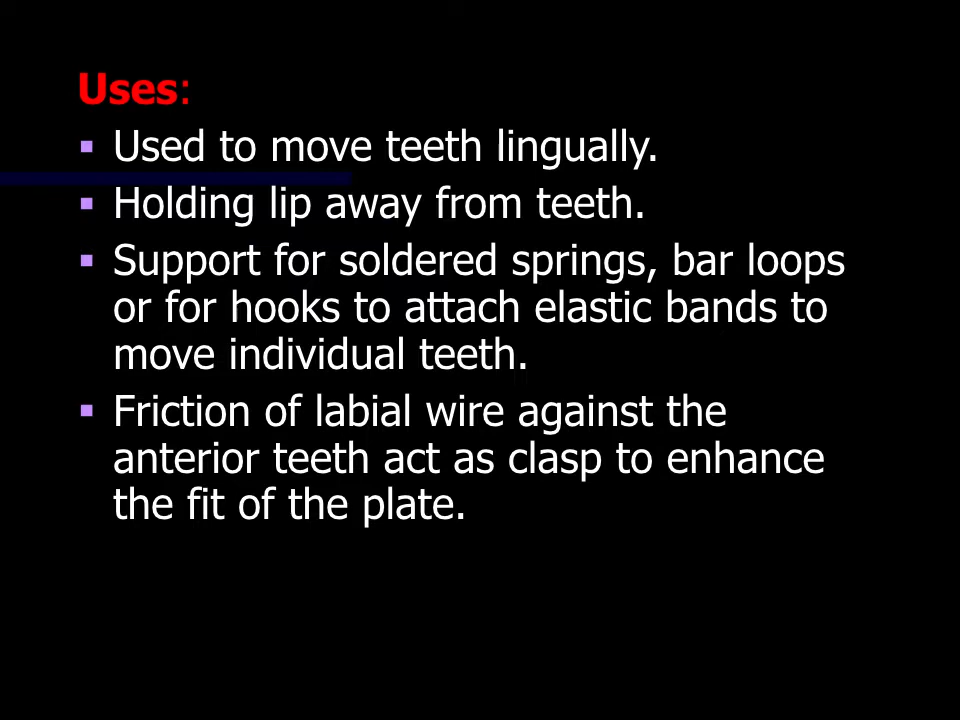 Uses:
▪ Used to move teeth lingually.
▪ Holding lip away from teeth.
▪ Support for soldered springs, bar loops
or for hooks to attach elastic bands to
move individual teeth.
▪ Friction of labial wire against the
anterior teeth act as clasp to enhance
the fit of the plate.